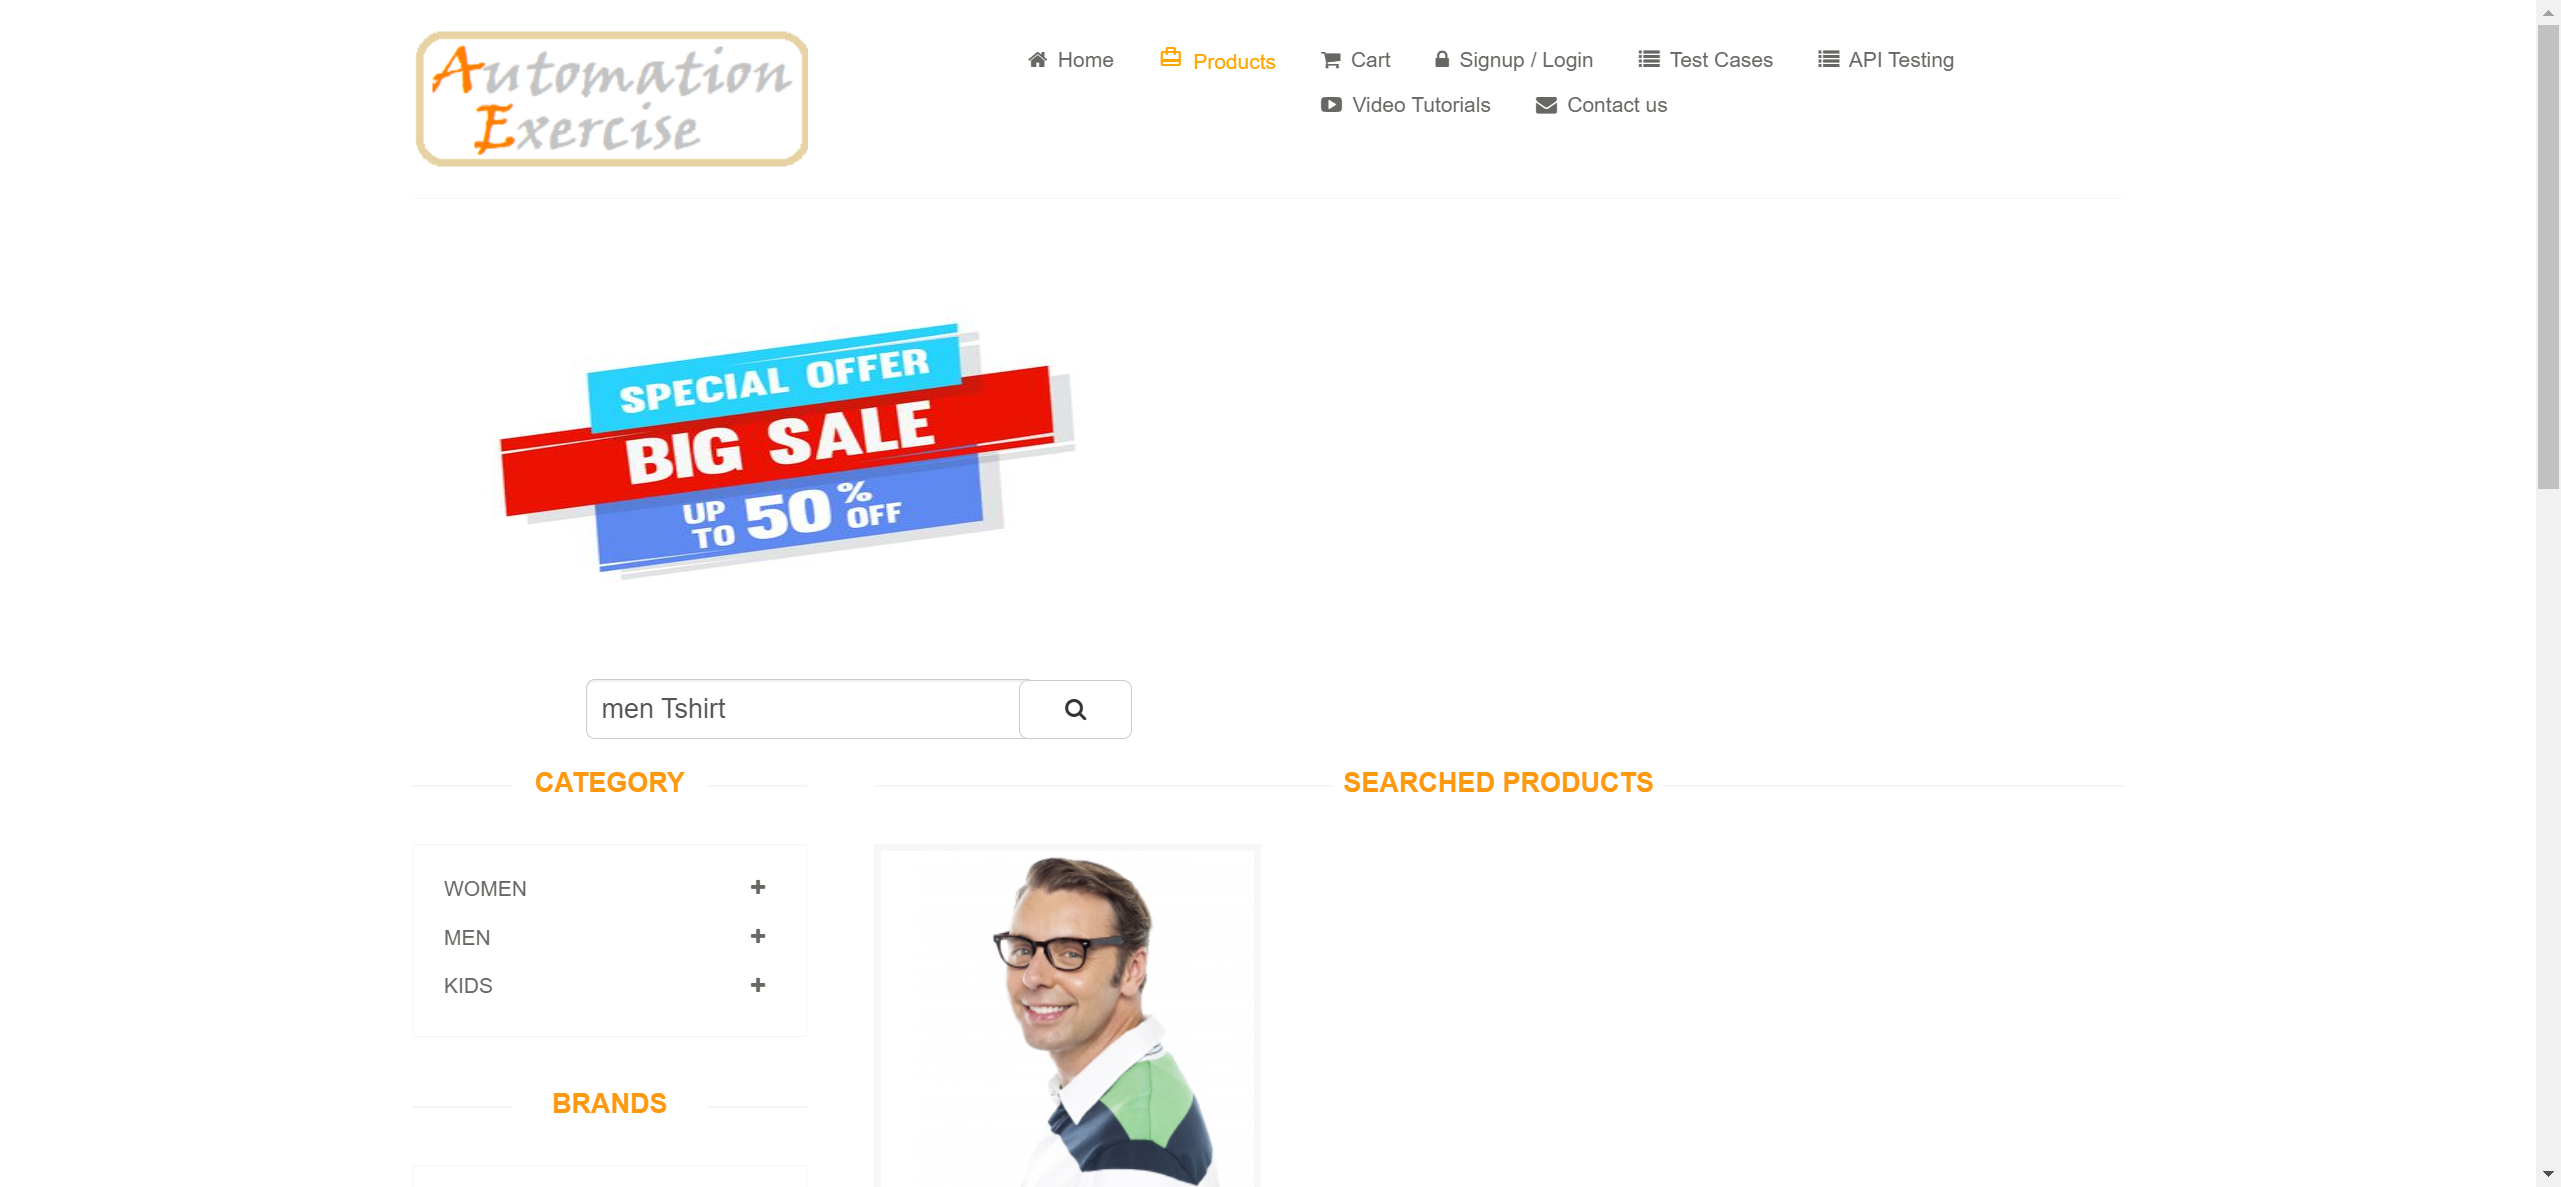 Automation
Exercise
Home
Products
Cart
Signup / Login
Test Cases
API Testing
Video Tutorials
Contact us
SPECIAL OFFER
BIG SALE
UP TO 50% OFF
men Tshirt
CATEGORY
SEARCHED PRODUCTS
WOMEN
MEN
KIDS
BRANDS